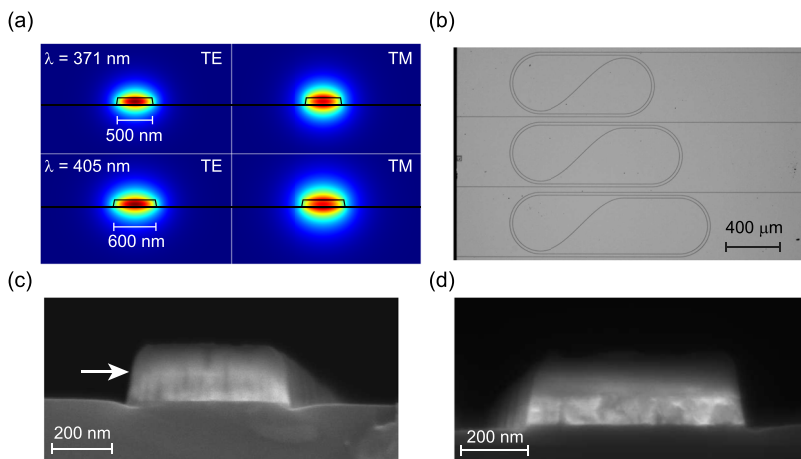 (a)
(b)
λ = 371 nm TE
TM
500 nm
λ = 405 nm TE
TM
600 nm
400 μm
(c)
(d)
200 nm
200 nm